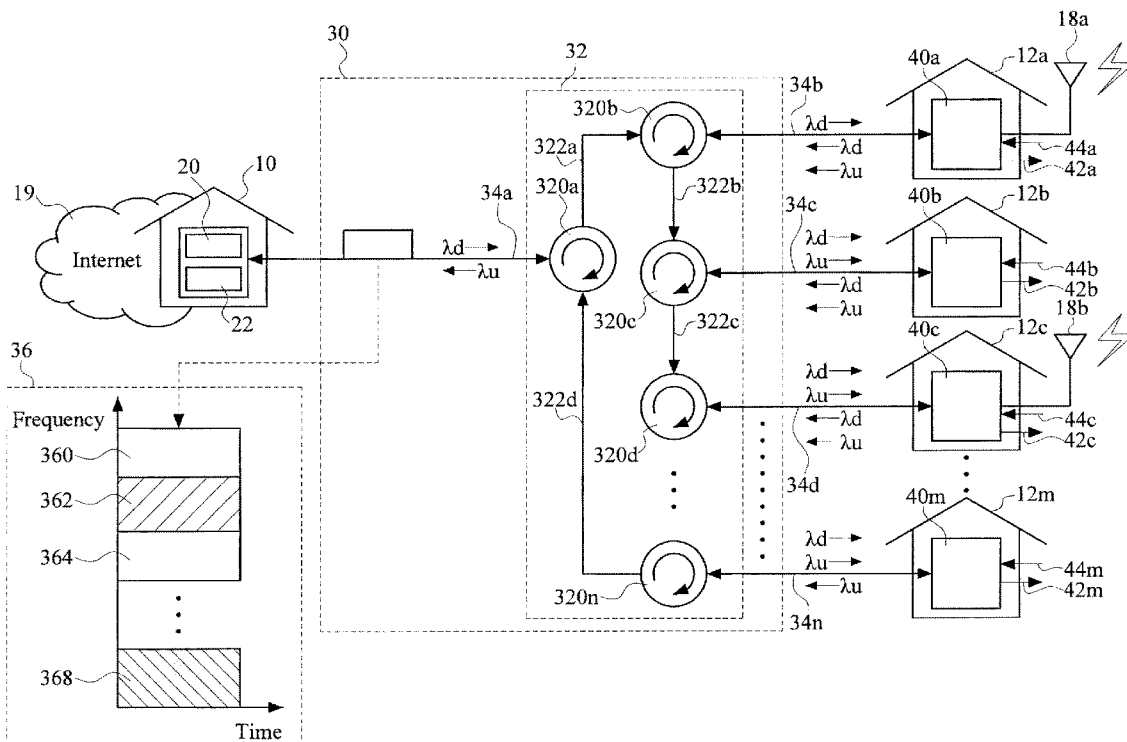 30
32
18a
40a
12a
34b
320b
λd
λd
λu
44a
42a
322a
20
10
19
34a
320a
322b
34c
40b
12b
Internet
λd
λu
λd
λu
λd
λu
44b
42b
22
320c
322c
18b
40c
12c
36
322d
λd
λu
λd
λu
44c
42c
Frequency
360
320d
34d
362
40m
12m
364
λd
λu
λu
44m
42m
320n
34n
368
Time